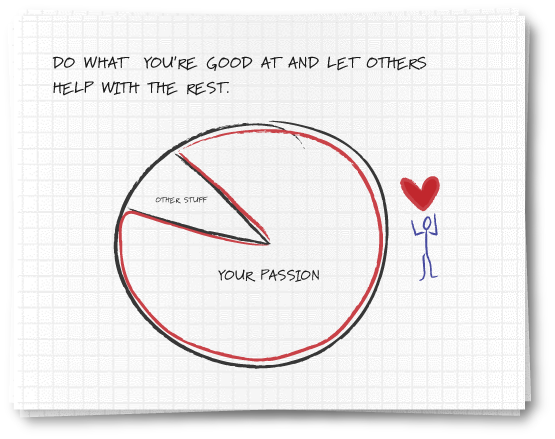 DO WHAT YOU'RE GOOD AT AND LET OTHERS
HELP WITH THE REST.
OTHER STUFF
YOUR PASSION